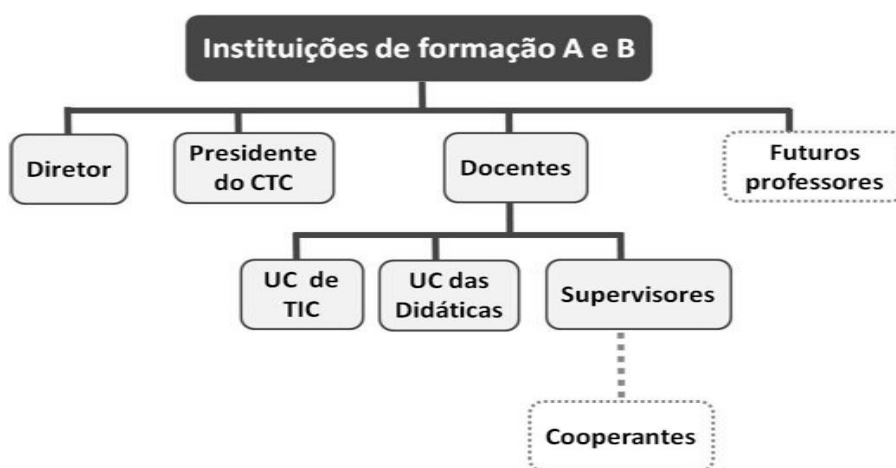 Instituições de formação A e B
Diretor
Presidente
do CTC
Docentes
Futuros
professores
UC de
TIC
UC das
Didáticas
Supervisores
Cooperantes